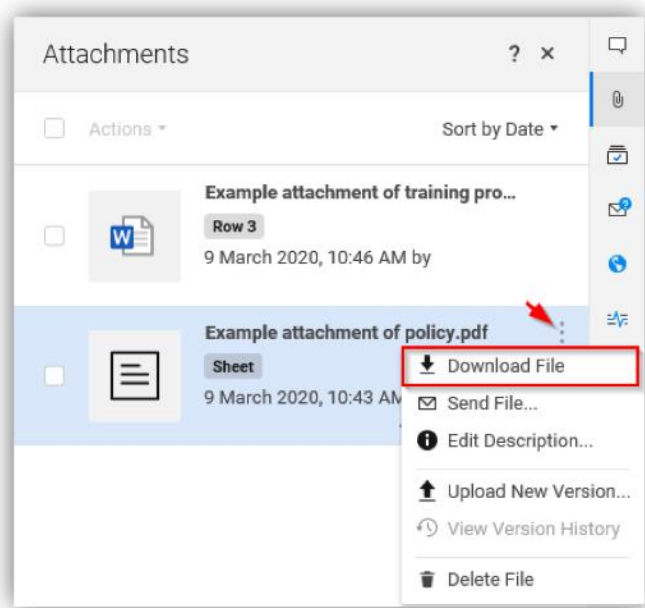 Attachments ? ×
Actions Sort by Date
Example attachment of training pro...
Row 3
W
9 March 2020, 10:46 AM by
Example attachment of policy.pdf
Sheet
9 March 2020, 10:43 AM
Download File
Send File...
Edit Description...
Upload New Version...
View Version History
Delete File